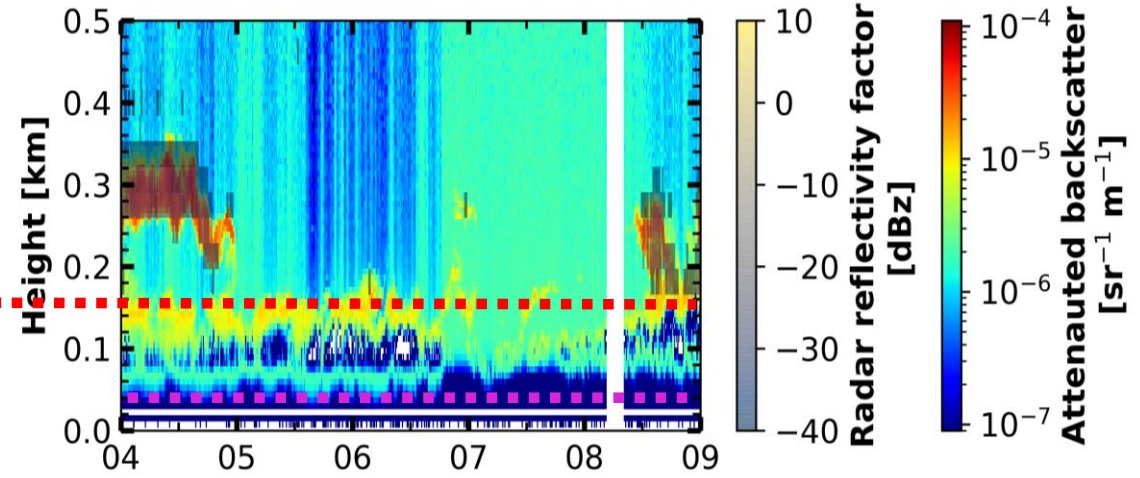 0.5
0.4
0.3
0.2
0.1
0.0
Height [km]
04 05 06 07 08 09
10
0
−10
−20
−30
−40
Radar reflectivity factor
[dBz]
10−4
10−5
10−6
10−7
Attenauted backscatter
[sr−1 m−1]